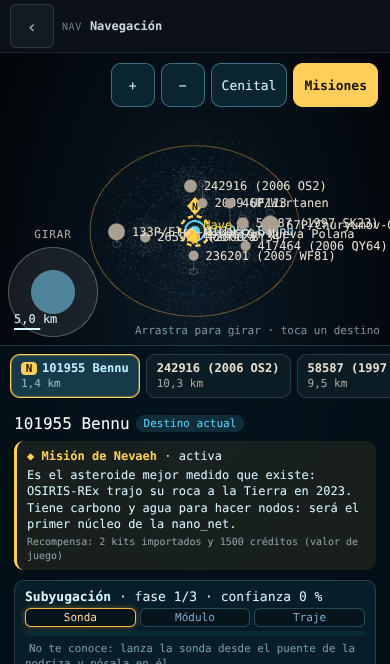 ‹ NAV Navegación
+ − Cenital Misiones
N
242916 (2006 OS2)
Nave
133P/
236201 (2005 WF81)
417464 (2006 QY64)
GIRAR
5,0 km
Arrastra para girar · toca un destino
N 101955 Bennu
1,4 km
242916 (2006 OS2)
10,3 km
58587 (1997
9,5 km
101955 Bennu Destino actual
◆ Misión de Nevaeh · activa
Es el asteroide mejor medido que existe:
OSIRIS-REx trajo su roca a la Tierra en 2023.
Tiene carbono y agua para hacer nodos: será el
primer núcleo de la nano_net.
Recompensa: 2 kits importados y 1500 créditos (valor de
juego)
Subyugación · fase 1/3 · confianza 0 %
Sonda Módulo Traje
No te conoce: lanza la sonda desde el puente de la
nodriza y pósala en él